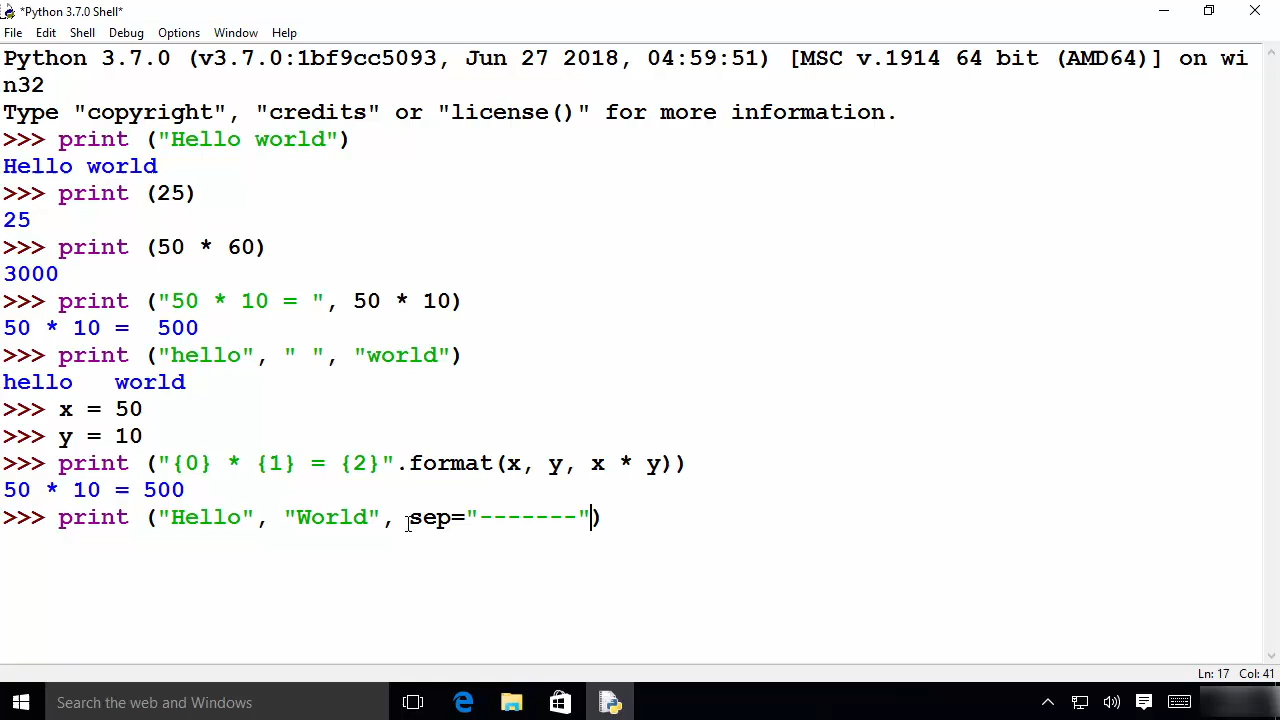 *Python 3.7.0 Shell*
File Edit Shell Debug Options Window Help
Python 3.7.0 (v3.7.0:1bf9cc5093, Jun 27 2018, 04:59:51) [MSC v.1914 64 bit (AMD64)] on wi
n32
Type "copyright", "credits" or "license()" for more information.
>>> print ("Hello world")
Hello world
>>> print (25)
25
>>> print (50 * 60)
3000
>>> print ("50 * 10 = ", 50 * 10)
50 * 10 =  500
>>> print ("hello", " ", "world")
hello   world
>>> x = 50
>>> y = 10
>>> print ("{0} * {1} = {2}".format(x, y, x * y))
50 * 10 = 500
>>> print ("Hello", "World", sep="-------")
Ln: 17 Col: 41
Search the web and Windows